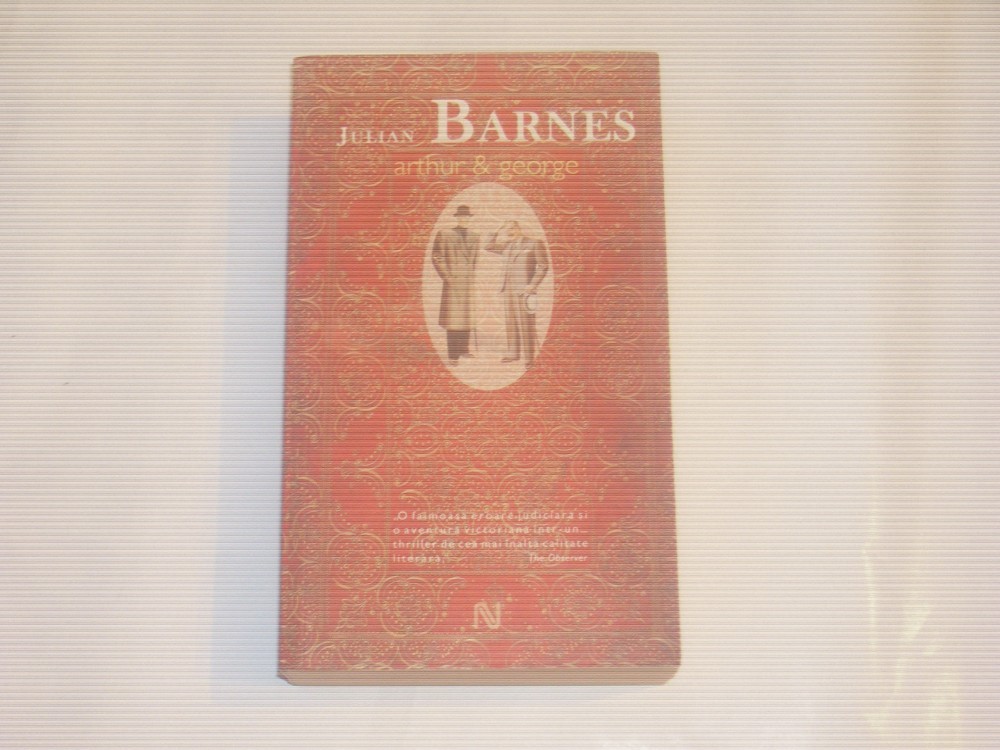 JULIAN BARNES
arthur & george
„O faimoasă eroare judiciară și
o aventură victoriană într-un
thriller de cea mai înaltă calitate
literară.”
The Observer
N